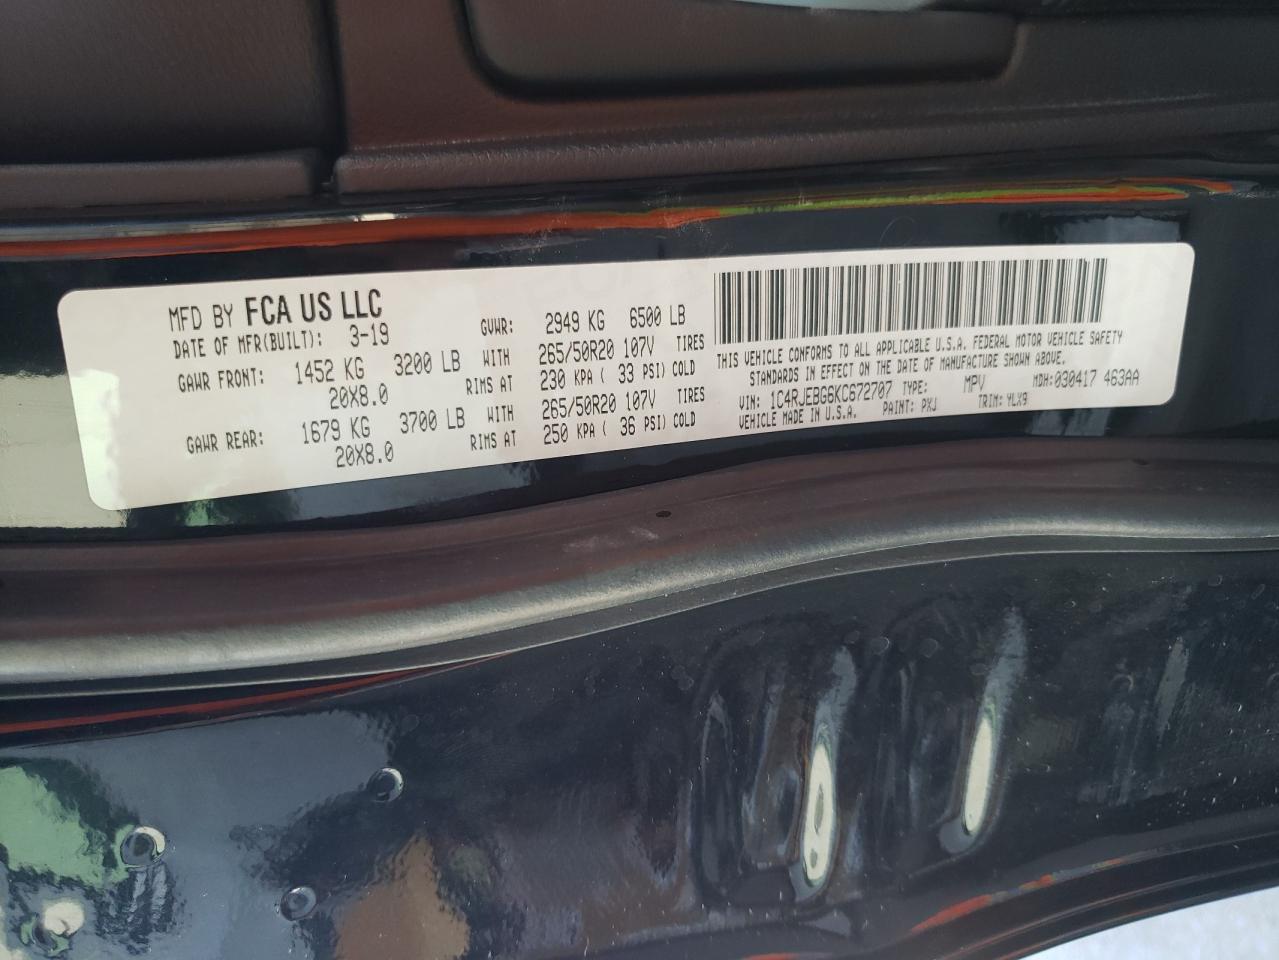 MFD BY FCA US LLC
DATE OF MFR(BUILT): 3-19 GVWR: 2949 KG 6500 LB
GAWR FRONT: 1452 KG 3200 LB WITH 265/50R20 107V TIRES
20X8.0 RIMS AT 230 KPA ( 33 PSI) COLD
GAWR REAR: 1679 KG 3700 LB WITH 265/50R20 107V TIRES
20X8.0 RIMS AT 250 KPA ( 36 PSI) COLD
THIS VEHICLE CONFORMS TO ALL APPLICABLE U.S.A. FEDERAL MOTOR VEHICLE SAFETY
STANDARDS IN EFFECT ON THE DATE OF MANUFACTURE SHOWN ABOVE.
VIN: 1C4RJEBG6KC672707 TYPE: MPV MDH:030417 463AA
VEHICLE MADE IN U.S.A. PAINT: PXJ TRIM: YLX9